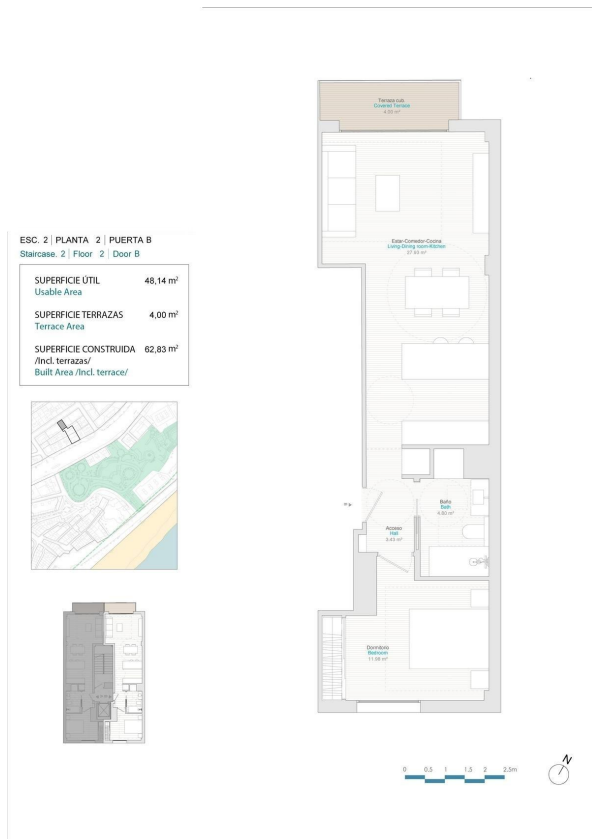 Terraza cub.
Covered Terrace
4.00 m²
ESC. 2 | PLANTA 2 | PUERTA B
Staircase. 2 | Floor 2 | Door B
SUPERFICIE ÚTIL 48,14 m²
Usable Area
SUPERFICIE TERRAZAS 4,00 m²
Terrace Area
SUPERFICIE CONSTRUIDA 62,83 m²
/Incl. terrazas/
Built Area /Incl. terrace/
Estar-Comedor-Cocina
Living-Dining room-Kitchen
Baño
Bath
Acceso
Hall
Dormitorio
Bedroom
0 0.5 1 1.5 2 2.5m
N